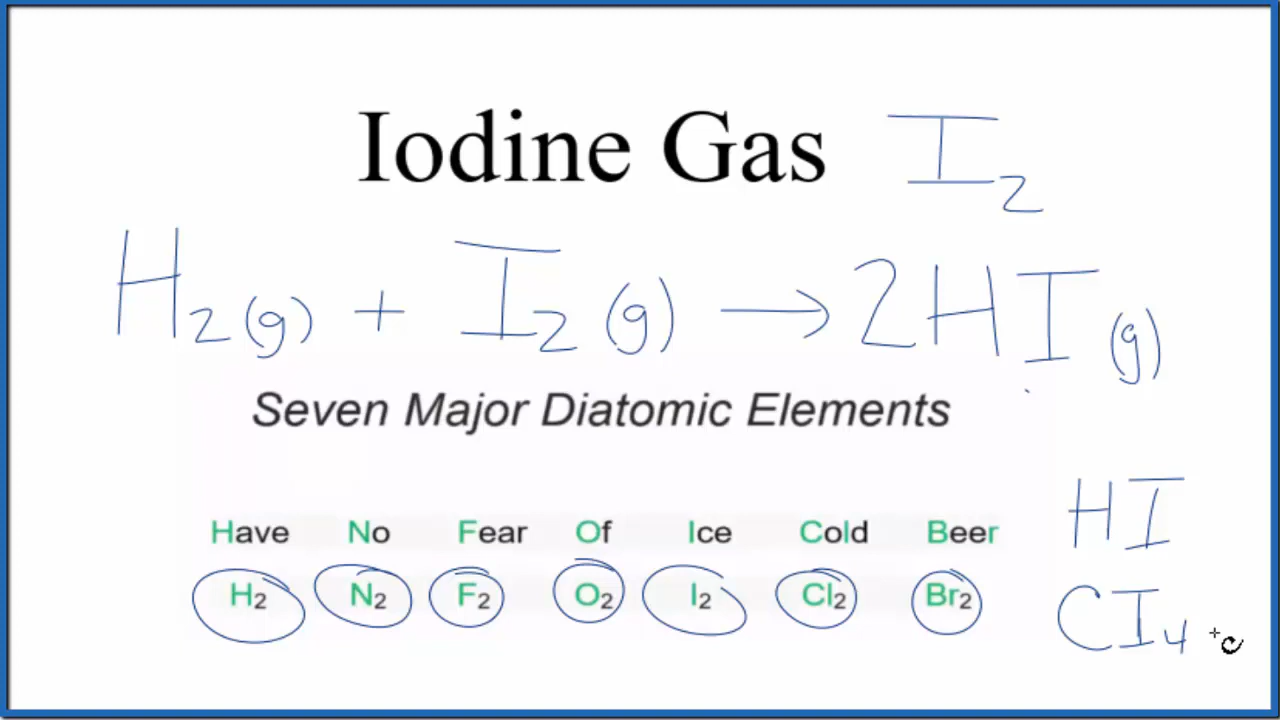 Iodine Gas I₂
H₂(g) + I₂(g) → 2HI(g)
Seven Major Diatomic Elements
Have No Fear Of Ice Cold Beer
H₂ N₂ F₂ O₂ I₂ Cl₂ Br₂
HI
CI₄